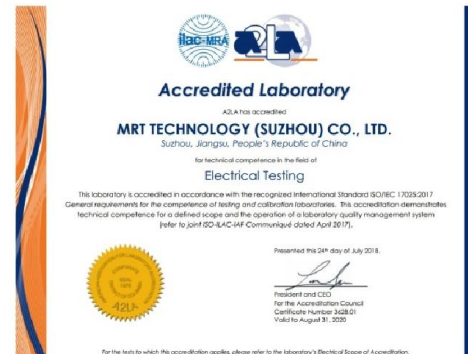 ilac-MRA
A2LA
Accredited Laboratory
A2LA has accredited
MRT TECHNOLOGY (SUZHOU) CO., LTD.
Suzhou, Jiangsu, People's Republic of China
for technical competence in the field of
Electrical Testing
This laboratory is accredited in accordance with the recognized International Standard ISO/IEC 17025:2017
General requirements for the competence of testing and calibration laboratories. This accreditation demonstrates
technical competence for a defined scope and the operation of a laboratory quality management system
(refer to joint ISO-ILAC-IAF Communiqué dated April 2017).
Presented this 24th day of July 2018.
President and CEO
For the Accreditation Council
Certificate Number 3628.01
Valid to August 31, 2020
CORPORATE
SEAL
1978
A2LA
For the tests to which this accreditation applies, please refer to the laboratory's Electrical Scope of Accreditation.